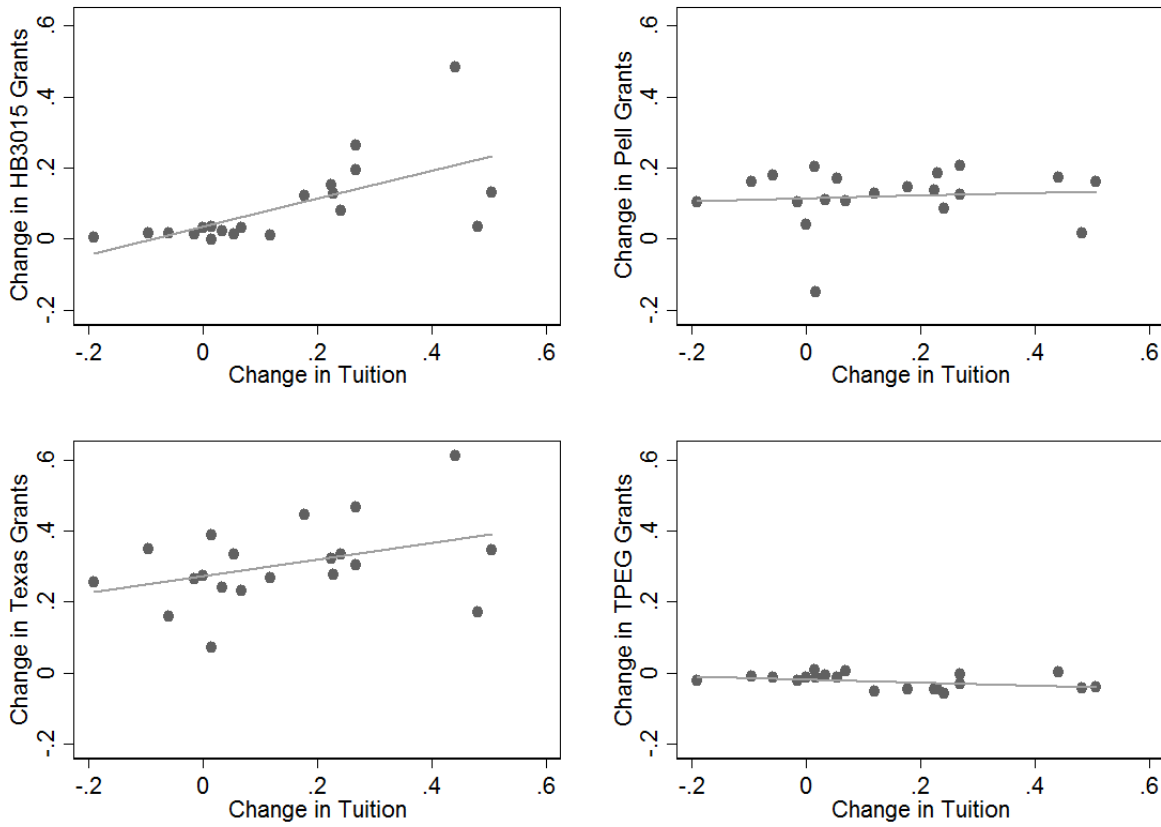 Change in HB3015 Grants
.6
.4
.2
0
-.2
-.2 0 .2 .4 .6
Change in Tuition
Change in Pell Grants
.6
.4
.2
0
-.2
-.2 0 .2 .4 .6
Change in Tuition
Change in Texas Grants
.6
.4
.2
0
-.2
-.2 0 .2 .4 .6
Change in Tuition
Change in TPEG Grants
.6
.4
.2
0
-.2
-.2 0 .2 .4 .6
Change in Tuition